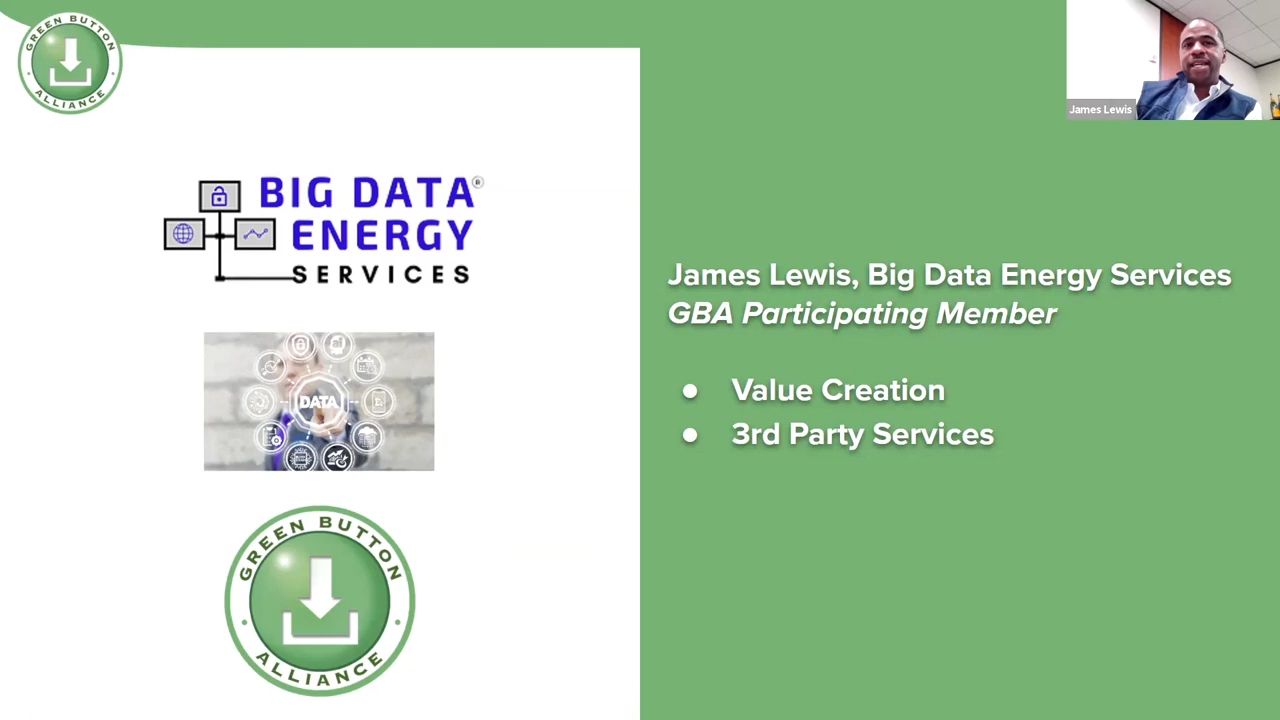 GREEN BUTTON
ALLIANCE
James Lewis
BIG DATA®
ENERGY
SERVICES
DATA
GREEN BUTTON
ALLIANCE
James Lewis, Big Data Energy Services
GBA Participating Member
● Value Creation
● 3rd Party Services